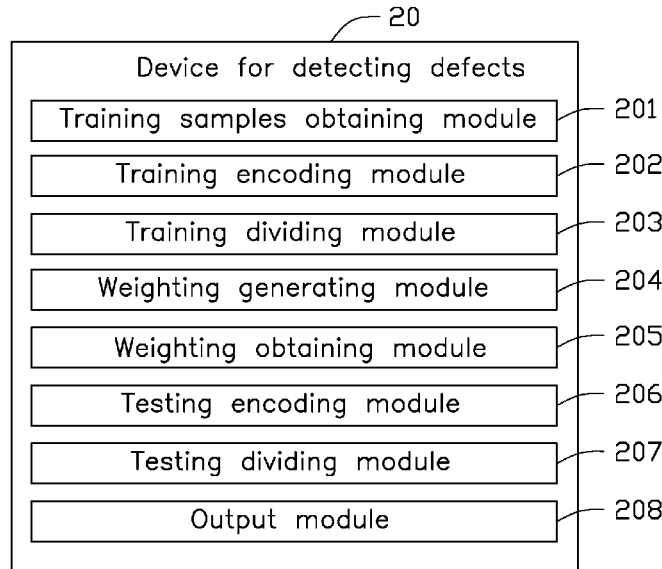 20
Device for detecting defects
Training samples obtaining module 201
Training encoding module 202
Training dividing module 203
Weighting generating module 204
Weighting obtaining module 205
Testing encoding module 206
Testing dividing module 207
Output module 208